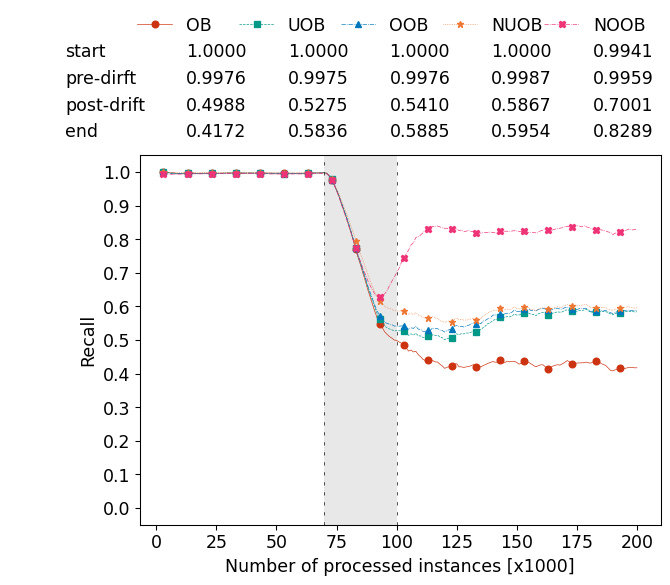 OB UOB OOB NUOB NOOB
start 1.0000 1.0000 1.0000 1.0000 0.9941
pre-dirft 0.9976 0.9975 0.9976 0.9987 0.9959
post-drift 0.4988 0.5275 0.5410 0.5867 0.7001
end 0.4172 0.5836 0.5885 0.5954 0.8289
1.0
0.9
0.8
0.7
0.6
0.5
0.4
0.3
0.2
0.1
0.0
Recall
0 25 50 75 100 125 150 175 200
Number of processed instances [x1000]